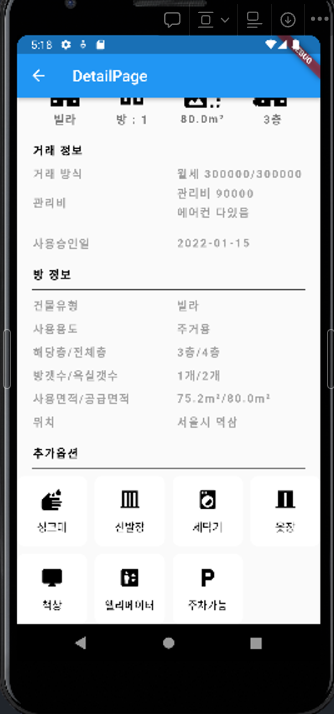 5:18
DetailPage
빌라 방 : 1 80.0m² 3층
거래 정보
거래 방식 월세 300000/300000
관리비 관리비 90000
에어컨 다있음
사용승인일 2022-01-15
방 정보
건물유형 빌라
사용용도 주거용
해당층/전체층 3층/4층
방갯수/욕실갯수 1개/2개
사용면적/공급면적 75.2m²/80.0m²
위치 서울시 역삼
추가옵션
싱크대 신발장 세탁기 옷장
책상 엘리베이터 주차가능